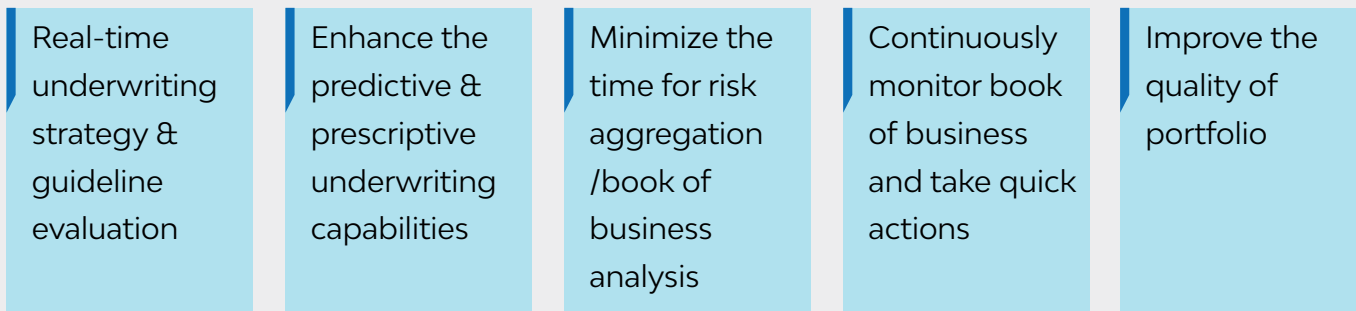 Real-time
underwriting
strategy &
guideline
evaluation
Enhance the
predictive &
prescriptive
underwriting
capabilities
Minimize the
time for risk
aggregation
/book of
business
analysis
Continuously
monitor book
of business
and take quick
actions
Improve the
quality of
portfolio